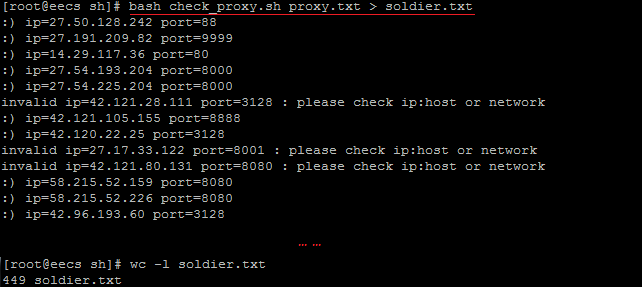 [root@eecs sh]# bash check_proxy.sh proxy.txt > soldier.txt
:) ip=27.50.128.242 port=88
:) ip=27.191.209.82 port=9999
:) ip=14.29.117.36 port=80
:) ip=27.54.193.204 port=8000
:) ip=27.54.225.204 port=8000
invalid ip=42.121.28.111 port=3128 : please check ip:host or network
:) ip=42.121.105.155 port=8888
:) ip=42.120.22.25 port=3128
invalid ip=27.17.33.122 port=8001 : please check ip:host or network
invalid ip=42.121.80.131 port=8080 : please check ip:host or network
:) ip=58.215.52.159 port=8080
:) ip=58.215.52.226 port=8080
:) ip=42.96.193.60 port=3128
... ...
[root@eecs sh]# wc -l soldier.txt
449 soldier.txt